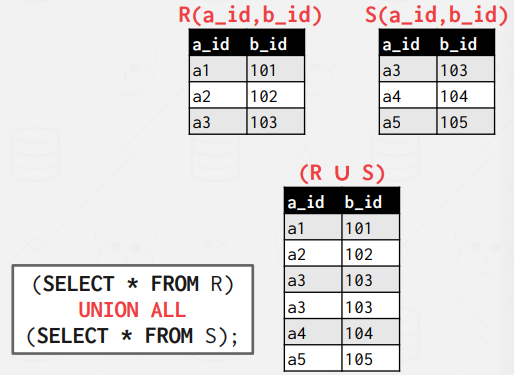 R(a_id,b_id)
a_id b_id
a1 101
a2 102
a3 103
S(a_id,b_id)
a_id b_id
a3 103
a4 104
a5 105
(R ∪ S)
a_id b_id
a1 101
a2 102
a3 103
a3 103
a4 104
a5 105
(SELECT * FROM R)
UNION ALL
(SELECT * FROM S);